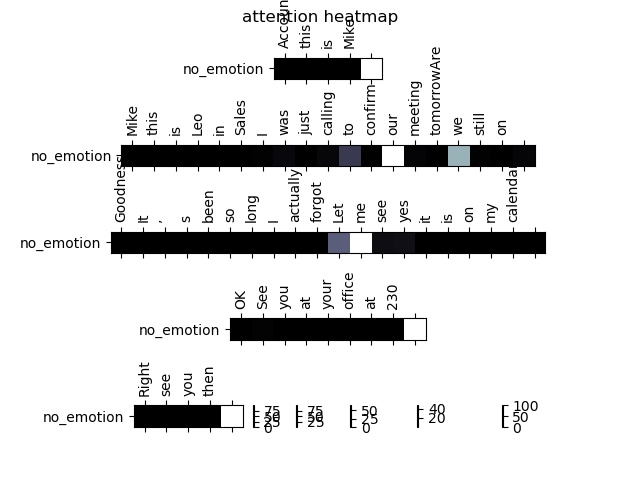 attention heatmap
this is Mike
no_emotion
Mike this is Leo in Sales I was just calling to confirm our meeting tomorrowAre we still on
no_emotion
Goodness It , s been so long I actually forgot Let me see yes it is on my calendar
no_emotion
OK See you at your office at 230
no_emotion
Right see you then
no_emotion
75 50 25 0
75 50 25
50 25 0
40 20
100 50 0